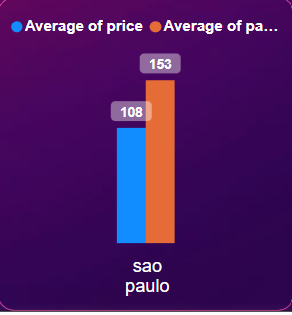 Average of price Average of pa...
153
108
sao
paulo